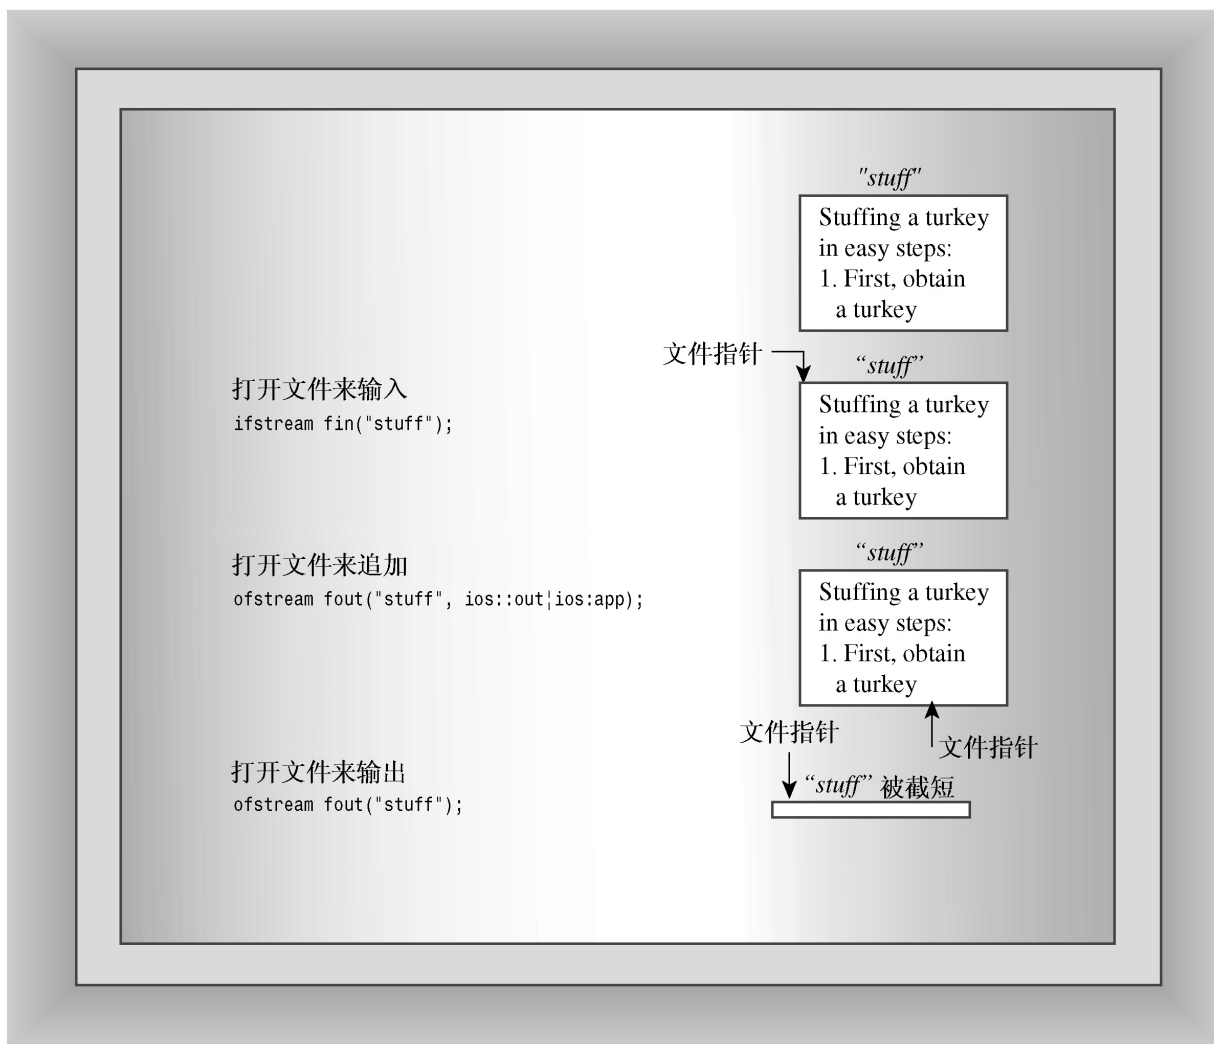 "stuff"
Stuffing a turkey
in easy steps:
1. First, obtain
a turkey
文件指针
“stuff”
打开文件来输入
ifstream fin("stuff");
Stuffing a turkey
in easy steps:
1. First, obtain
a turkey
“stuff”
打开文件来追加
ofstream fout("stuff", ios::out¦ios:app);
Stuffing a turkey
in easy steps:
1. First, obtain
a turkey
文件指针
文件指针
打开文件来输出
ofstream fout("stuff");
“stuff” 被截短